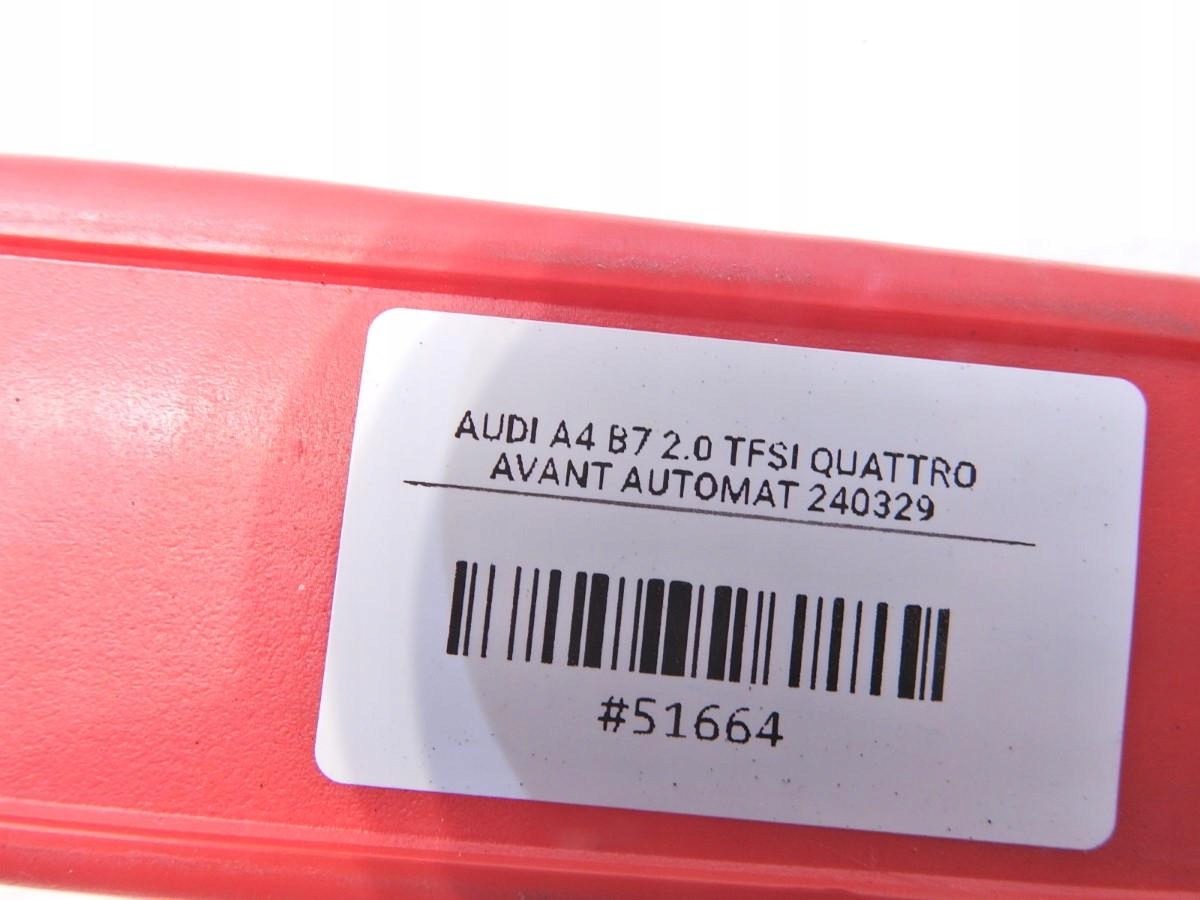 AUDI A4 B7 2.0 TFSI QUATTRO
AVANT AUTOMAT 240329
#51664